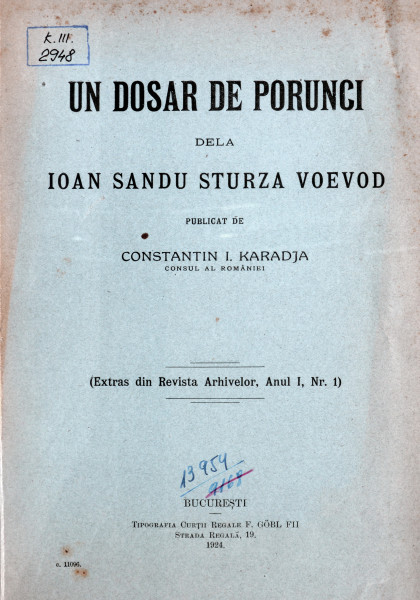 K.III.
2948
UN DOSAR DE PORUNCI
DELA
IOAN SANDU STURZA VOEVOD
PUBLICAT DE
CONSTANTIN I. KARADJA
CONSUL AL ROMÂNIEI
(Extras din Revista Arhivelor, Anul I, Nr. 1)
13954
BUCUREȘTI
TIPOGRAFIA CURȚII REGALE F. GÖBL FII
STRADA REGALĂ, 19.
1924.
c. 11096.